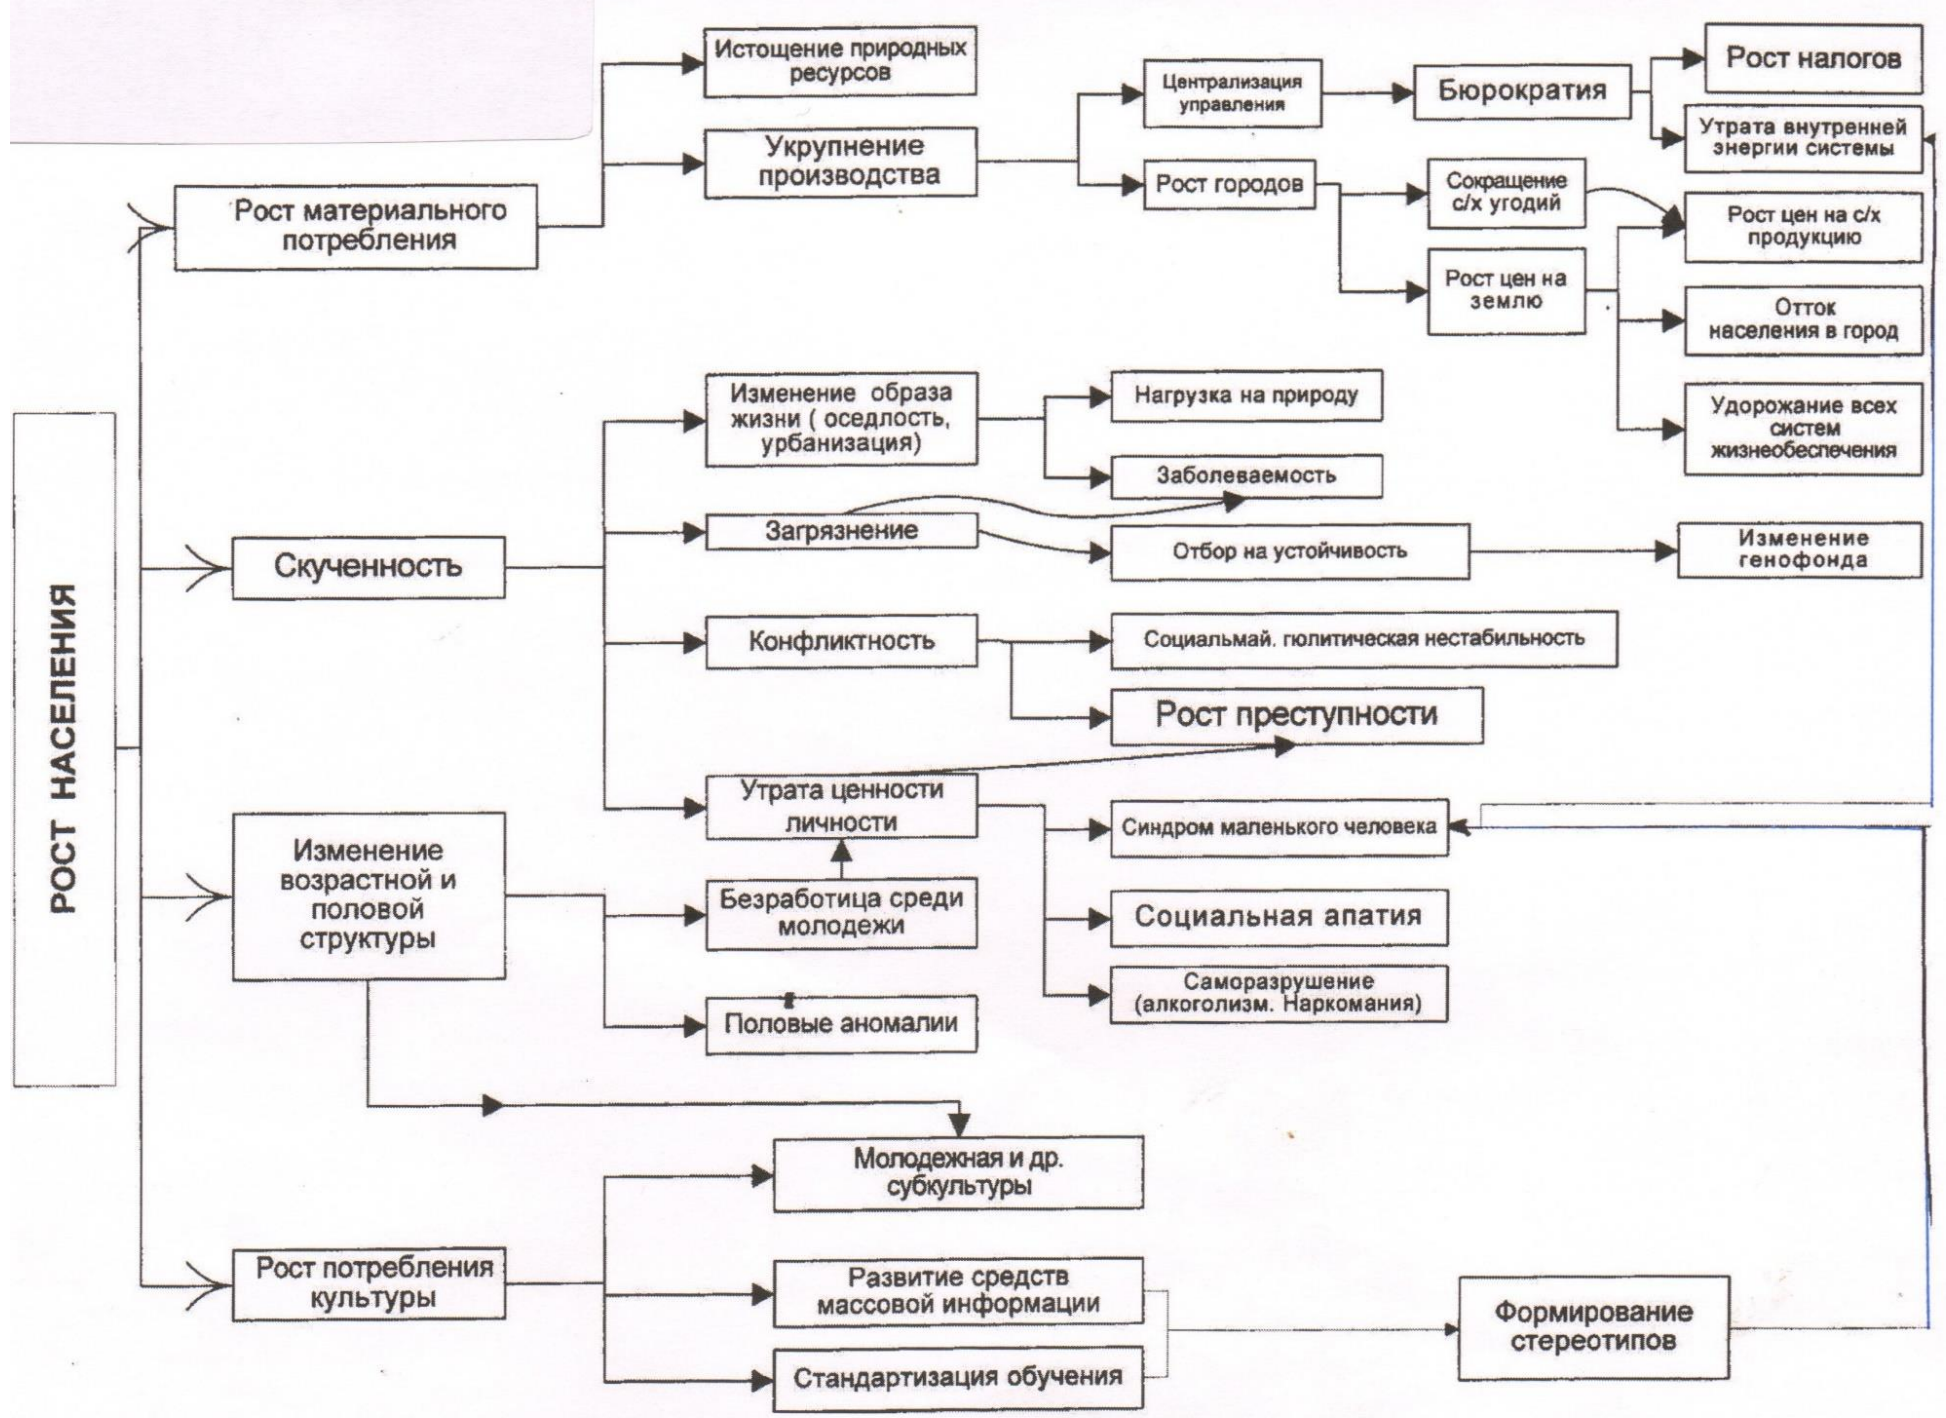 РОСТ НАСЕЛЕНИЯ
Рост материального
потребления
Истощение природных
ресурсов
Укрупнение
производства
Централизация
управления
Бюрократия
Рост налогов
Утрата внутренней
энергии системы
Рост городов
Сокращение
с/х угодий
Рост цен на с/х
продукцию
Рост цен на
землю
Отток
населения в город
Удорожание всех
систем
жизнеобеспечения
Скученность
Изменение образа
жизни ( оседлость,
урбанизация)
Нагрузка на природу
Заболеваемость
Загрязнение
Отбор на устойчивость
Изменение
генофонда
Конфликтность
Социальмай. гюлитическая нестабильность
Рост преступности
Утрата ценности
личности
Синдром маленького человека
Социальная апатия
Саморазрушение
(алкоголизм. Наркомания)
Изменение
возрастной и
половой
структуры
Безработица среди
молодежи
Половые аномалии
Рост потребления
культуры
Молодежная и др.
субкультуры
Развитие средств
массовой информации
Стандартизация обучения
Формирование
стереотипов